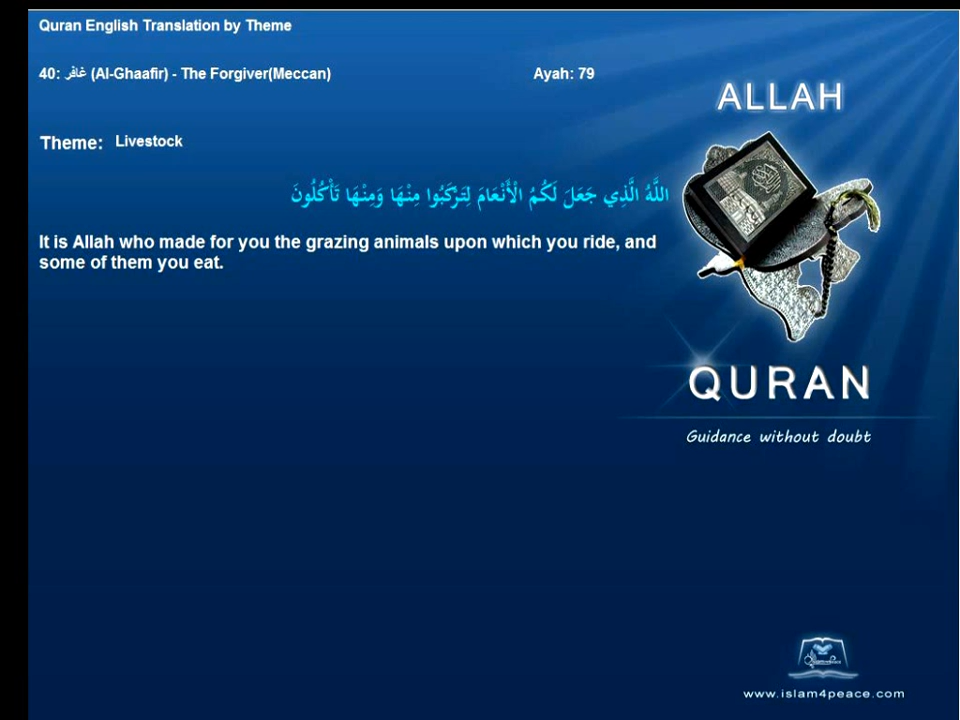 Quran English Translation by Theme
40: غافر (Al-Ghaafir) - The Forgiver(Meccan) Ayah: 79
Theme: Livestock
اللَّهُ الَّذِي جَعَلَ لَكُمُ الْأَنْعَامَ لِتَرْكَبُوا مِنْهَا وَمِنْهَا تَأْكُلُونَ
It is Allah who made for you the grazing animals upon which you ride, and
some of them you eat.
ALLAH
QURAN
Guidance without doubt
www.islam4peace.com